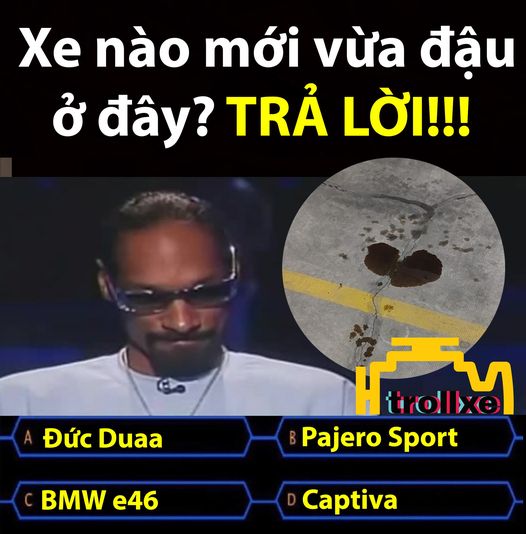 Xe nào mới vừa đậu
ở đây? TRẢ LỜI!!!
trollxe
A Đức Duaa
B Pajero Sport
C BMW e46
D Captiva